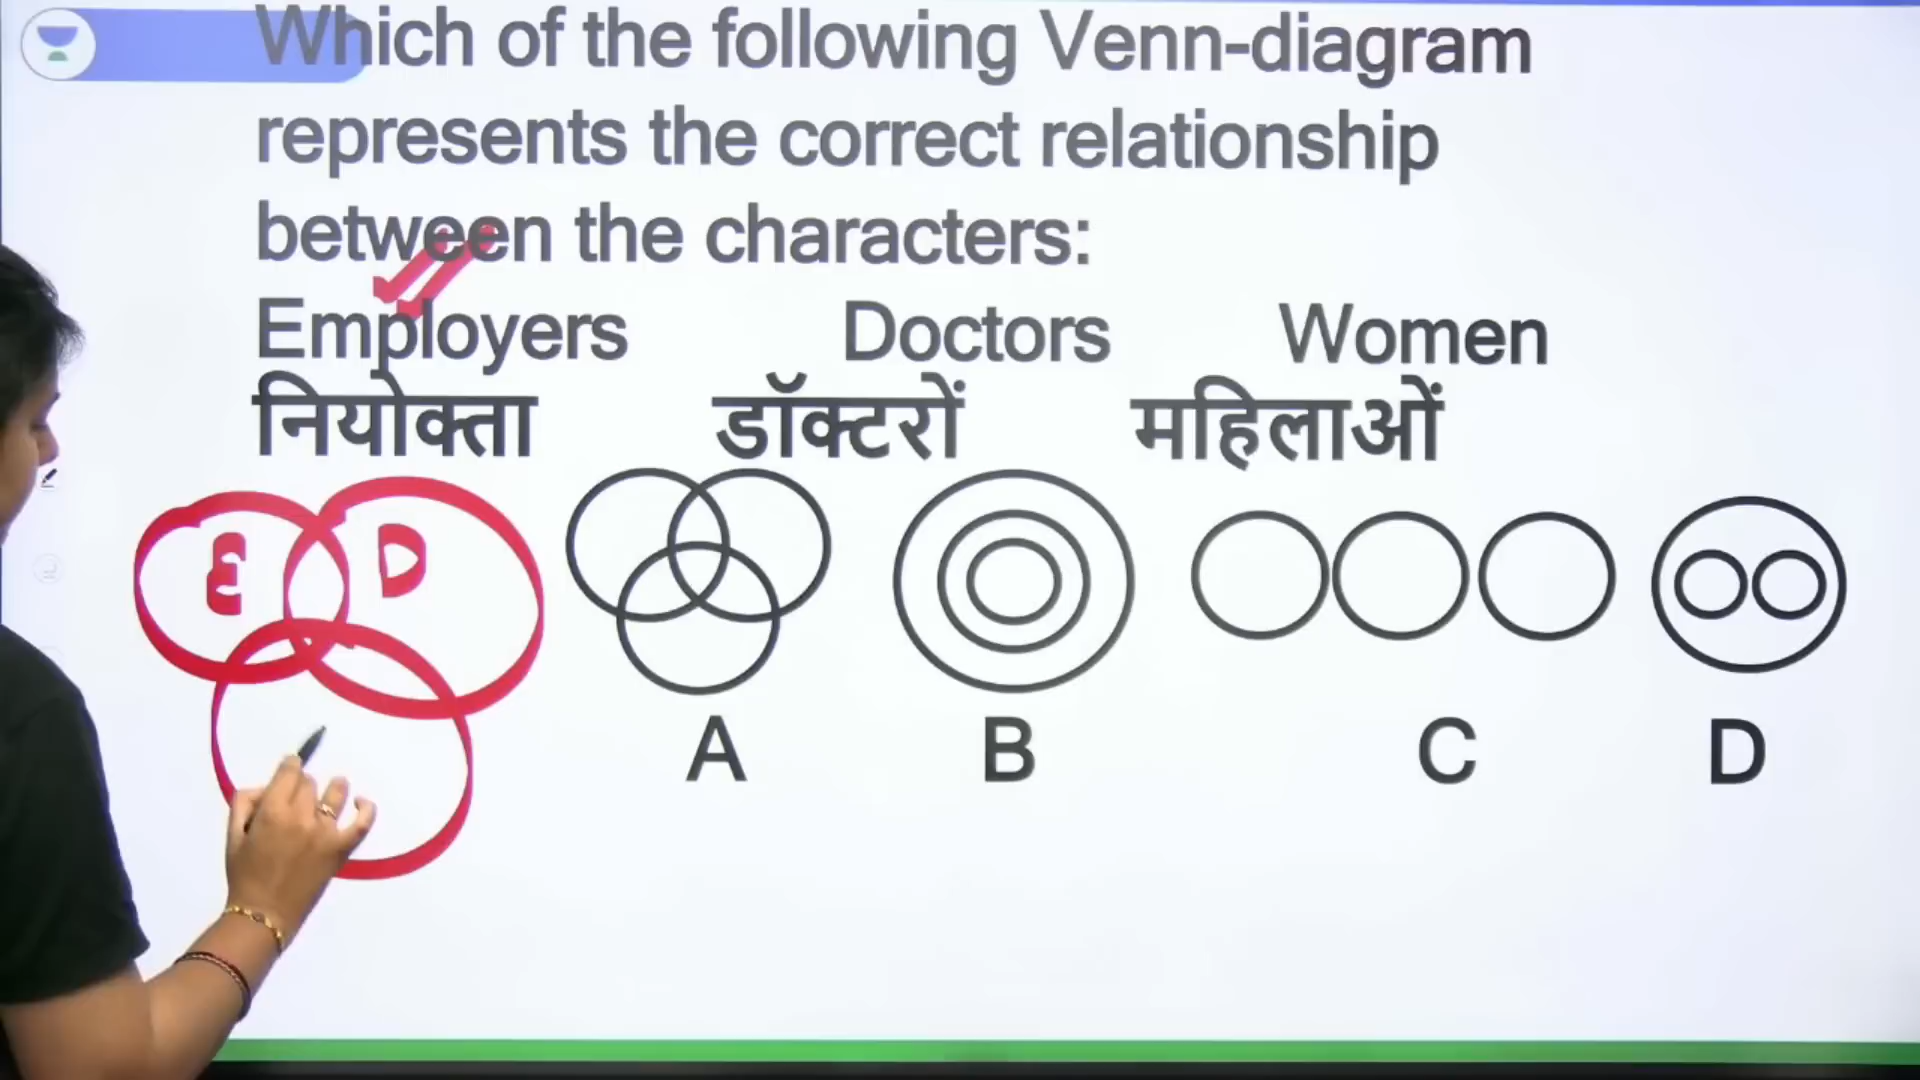 Which of the following Venn-diagram
represents the correct relationship
between the characters:
Employers Doctors Women
नियोक्ता डॉक्टरों महिलाओं
E D
A B C D